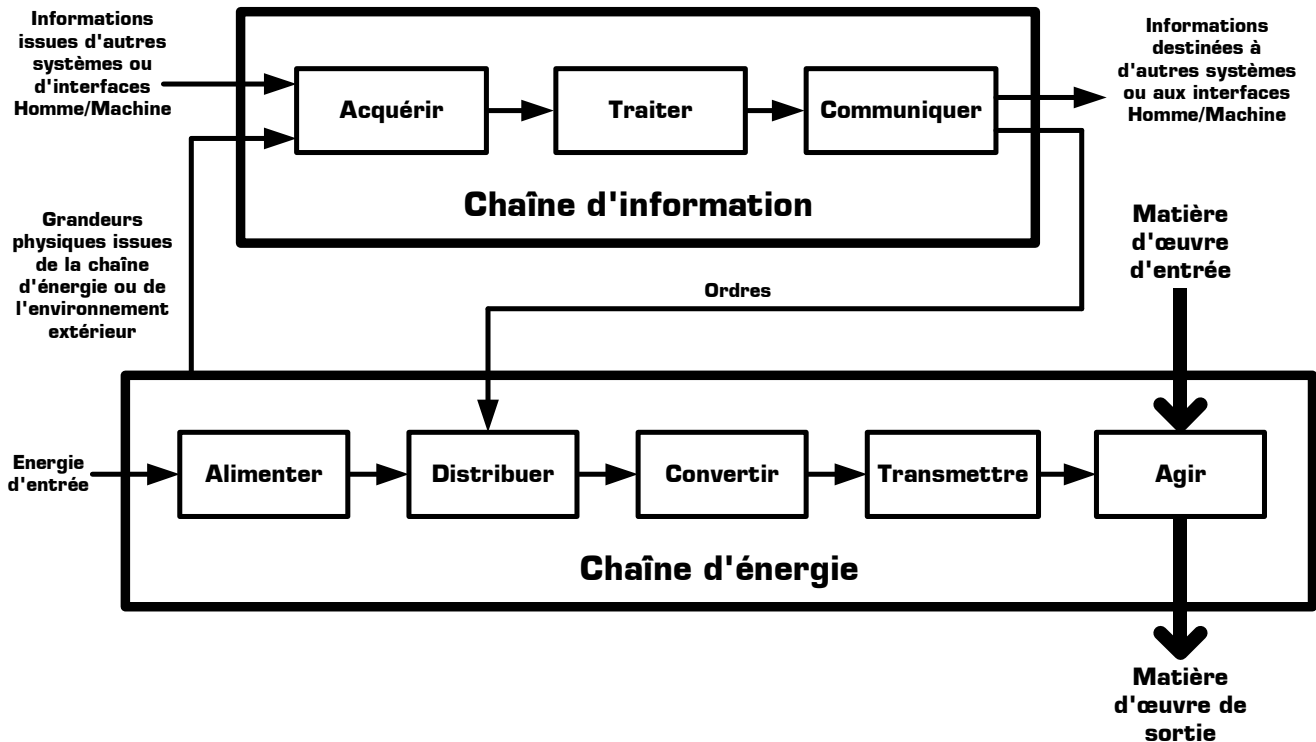 Informations
issues d'autres
systèmes ou
d'interfaces
Homme/Machine
Acquérir
Traiter
Communiquer
Informations
destinées à
d'autres systèmes
ou aux interfaces
Homme/Machine
Chaîne d'information
Grandeurs
physiques issues
de la chaîne
d'énergie ou de
l'environnement
extérieur
Ordres
Matière
d'œuvre
d'entrée
Energie
d'entrée
Alimenter
Distribuer
Convertir
Transmettre
Agir
Chaîne d'énergie
Matière
d'œuvre de
sortie